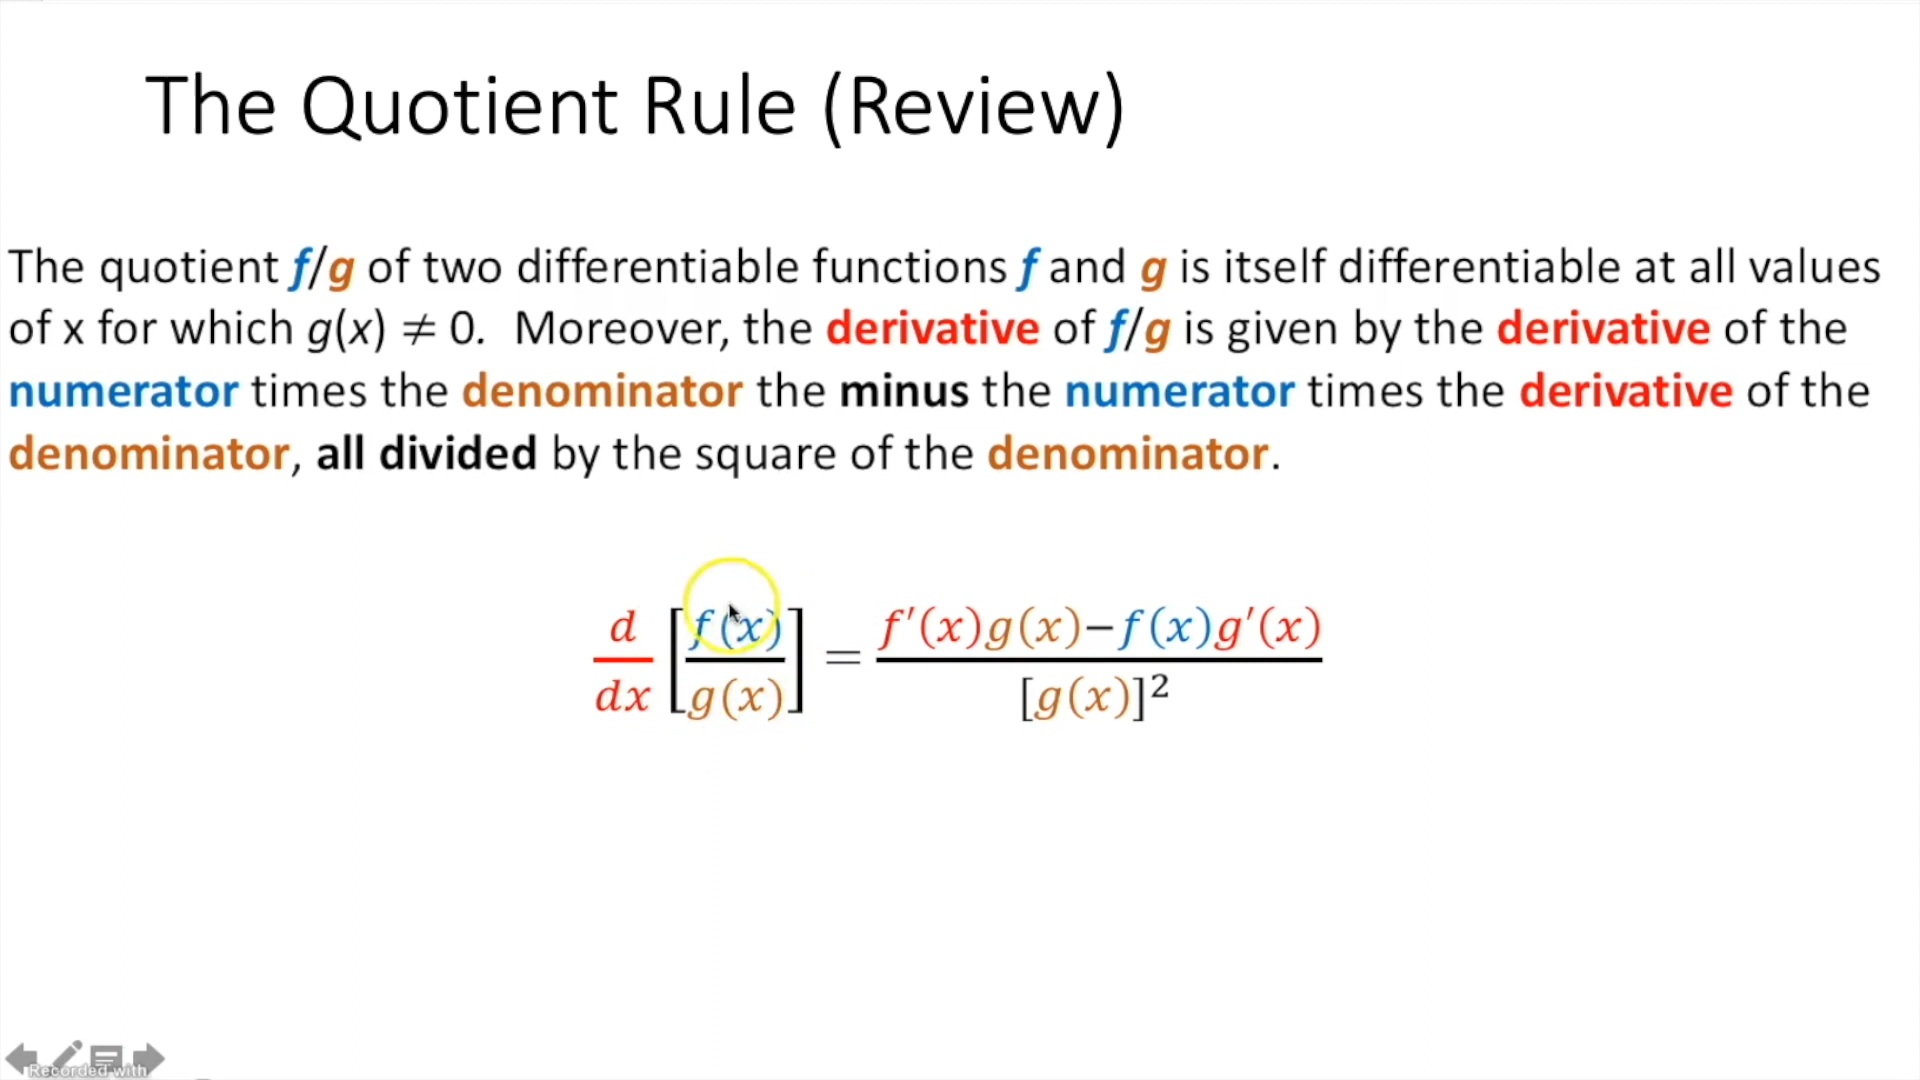 The Quotient Rule (Review)
The quotient f/g of two differentiable functions f and g is itself differentiable at all values
of x for which g(x) ≠ 0. Moreover, the derivative of f/g is given by the derivative of the
numerator times the denominator the minus the numerator times the derivative of the
denominator, all divided by the square of the denominator.
d/dx [f(x)/g(x)] = f′(x)g(x)−f(x)g′(x)/[g(x)]²
Recorded with